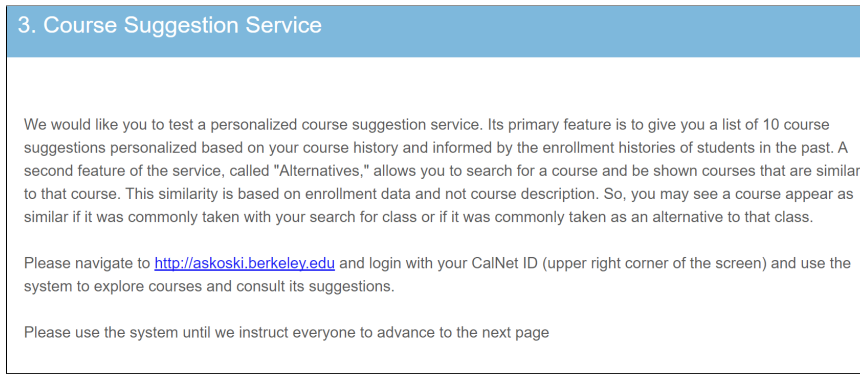 3. Course Suggestion Service
We would like you to test a personalized course suggestion service. Its primary feature is to give you a list of 10 course
suggestions personalized based on your course history and informed by the enrollment histories of students in the past. A
second feature of the service, called "Alternatives," allows you to search for a course and be shown courses that are similar
to that course. This similarity is based on enrollment data and not course description. So, you may see a course appear as
similar if it was commonly taken with your search for class or if it was commonly taken as an alternative to that class.
Please navigate to http://askoski.berkeley.edu and login with your CalNet ID (upper right corner of the screen) and use the
system to explore courses and consult its suggestions.
Please use the system until we instruct everyone to advance to the next page